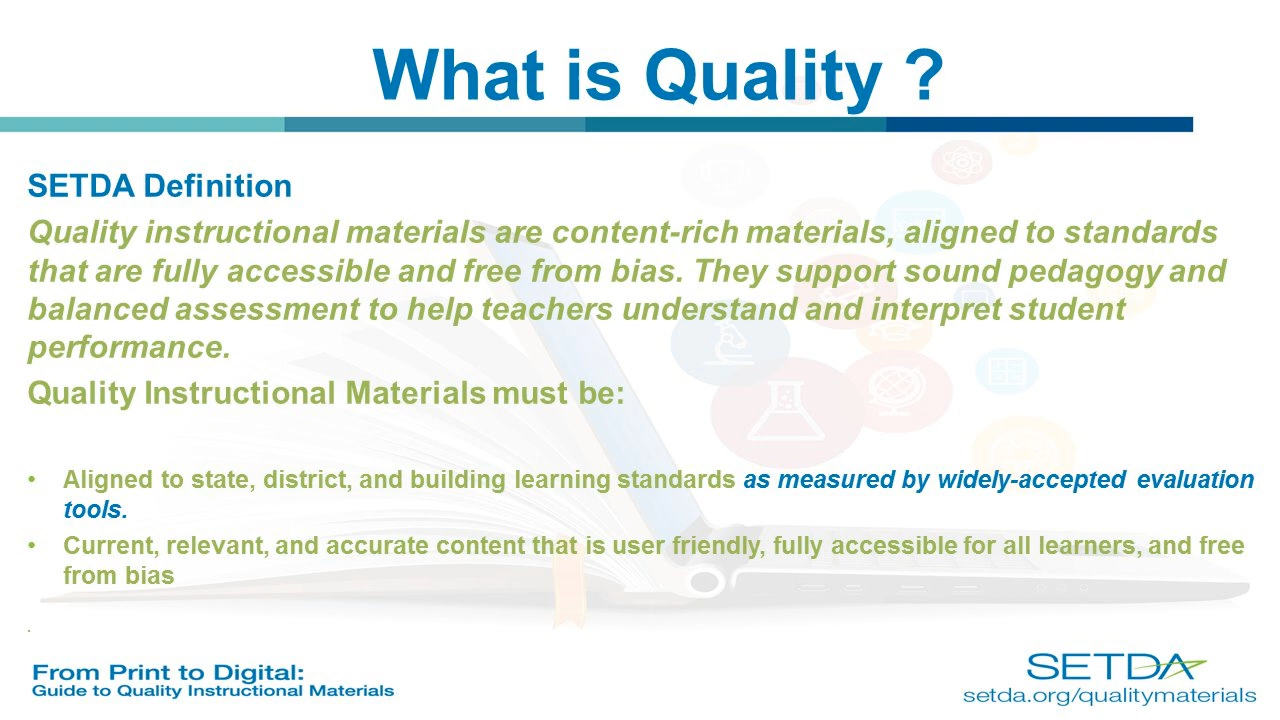 What is Quality ?
SETDA Definition
Quality instructional materials are content-rich materials, aligned to standards
that are fully accessible and free from bias. They support sound pedagogy and
balanced assessment to help teachers understand and interpret student
performance.
Quality Instructional Materials must be:
• Aligned to state, district, and building learning standards as measured by widely-accepted evaluation
tools.
• Current, relevant, and accurate content that is user friendly, fully accessible for all learners, and free
from bias
.
From Print to Digital:
Guide to Quality Instructional Materials
SETDA
setda.org/qualitymaterials